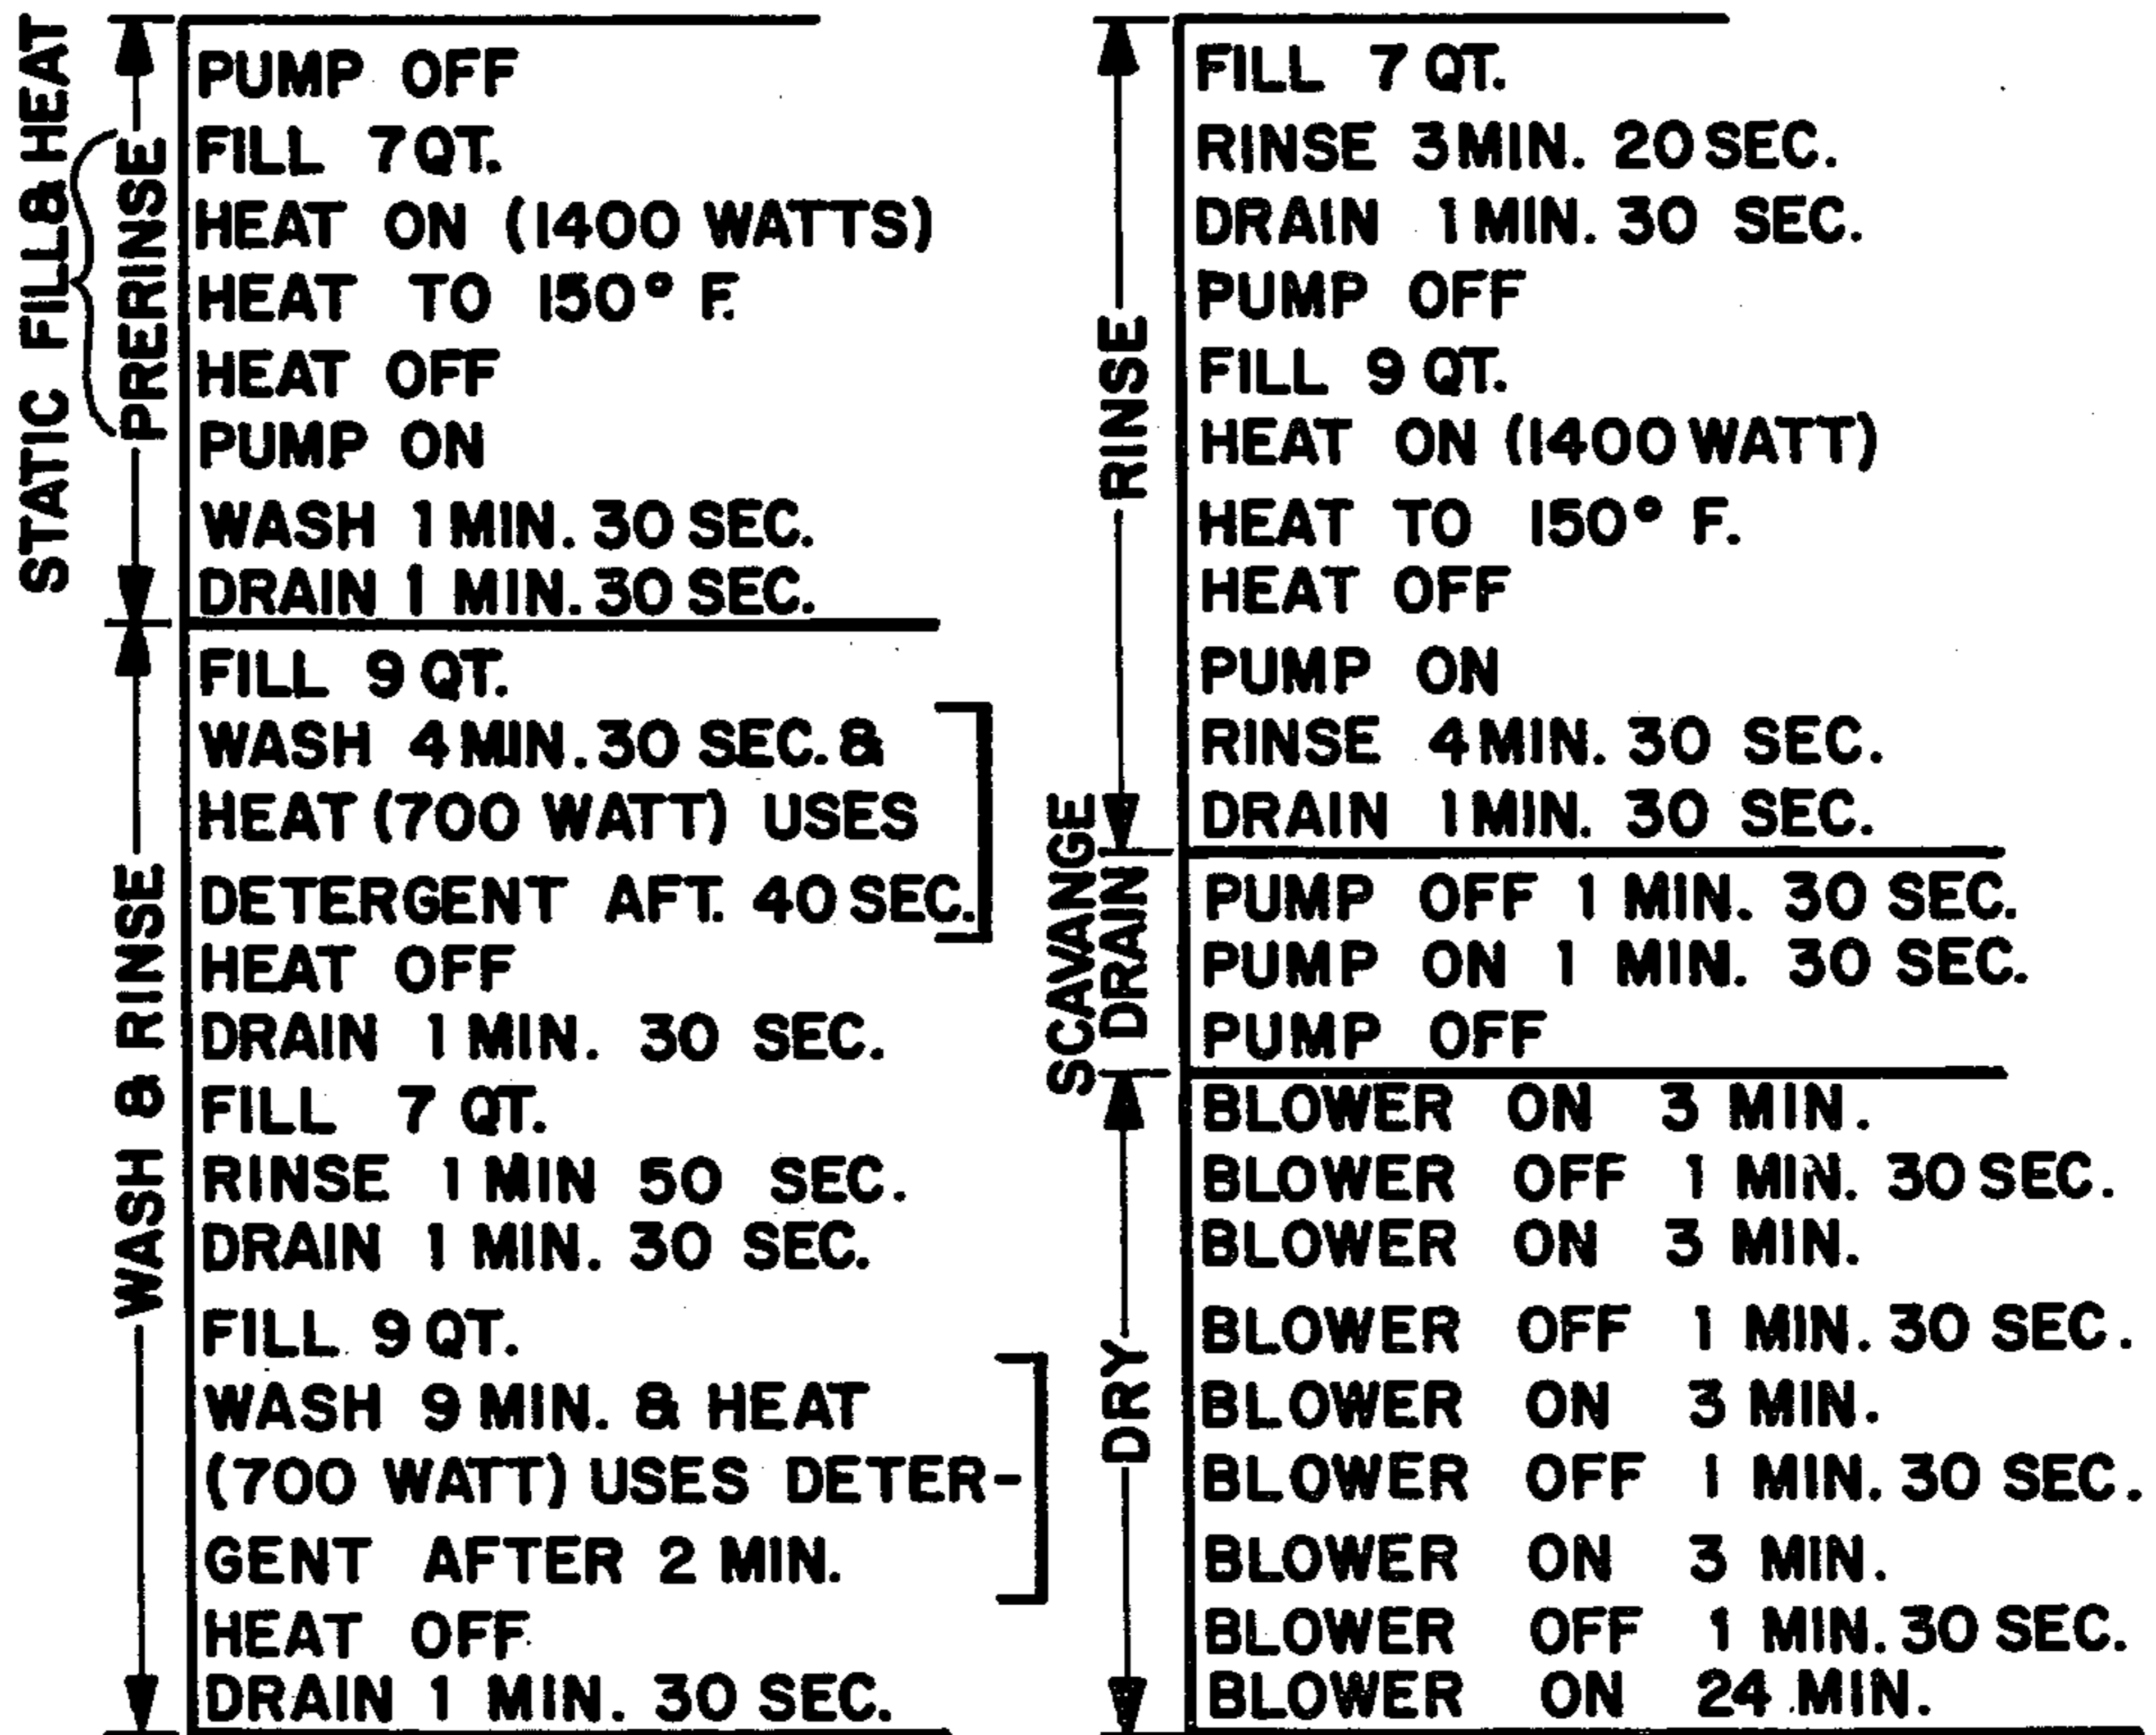 STATIC FILL & HEAT
PRERINSE
PUMP OFF
FILL 7 QT.
HEAT ON (1400 WATTS)
HEAT TO 150° F.
HEAT OFF
PUMP ON
WASH 1 MIN. 30 SEC.
DRAIN 1 MIN. 30 SEC.
WASH & RINSE
FILL 9 QT.
WASH 4 MIN. 30 SEC. &
HEAT (700 WATT) USES
DETERGENT AFT. 40 SEC.
HEAT OFF
DRAIN 1 MIN. 30 SEC.
FILL 7 QT.
RINSE 1 MIN 50 SEC.
DRAIN 1 MIN. 30 SEC.
FILL 9 QT.
WASH 9 MIN. & HEAT
(700 WATT) USES DETER-
GENT AFTER 2 MIN.
HEAT OFF
DRAIN 1 MIN. 30 SEC.
RINSE
FILL 7 QT.
RINSE 3 MIN. 20 SEC.
DRAIN 1 MIN. 30 SEC.
PUMP OFF
FILL 9 QT.
HEAT ON (1400 WATT)
HEAT TO 150° F.
HEAT OFF
PUMP ON
RINSE 4 MIN. 30 SEC.
DRAIN 1 MIN. 30 SEC.
SCAVANGE
DRAIN
PUMP OFF 1 MIN. 30 SEC.
PUMP ON 1 MIN. 30 SEC.
PUMP OFF
DRY
BLOWER ON 3 MIN.
BLOWER OFF 1 MIN. 30 SEC.
BLOWER ON 3 MIN.
BLOWER OFF 1 MIN. 30 SEC.
BLOWER ON 3 MIN.
BLOWER OFF 1 MIN. 30 SEC.
BLOWER ON 3 MIN.
BLOWER OFF 1 MIN. 30 SEC.
BLOWER ON 24 MIN.